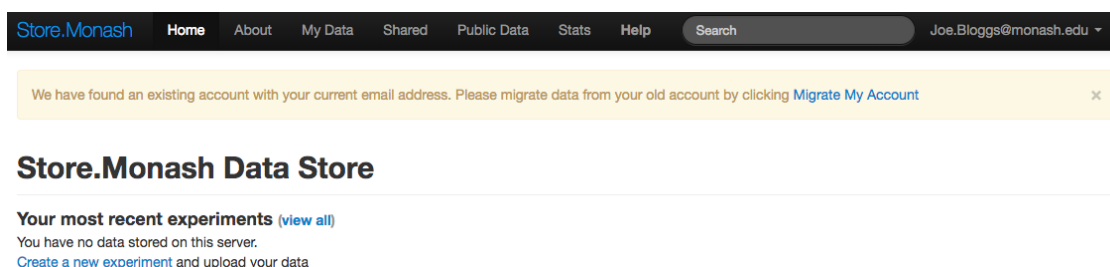 Store.Monash Home About My Data Shared Public Data Stats Help Search Joe.Bloggs@monash.edu
We have found an existing account with your current email address. Please migrate data from your old account by clicking Migrate My Account ×
Store.Monash Data Store
Your most recent experiments (view all)
You have no data stored on this server.
Create a new experiment and upload your data